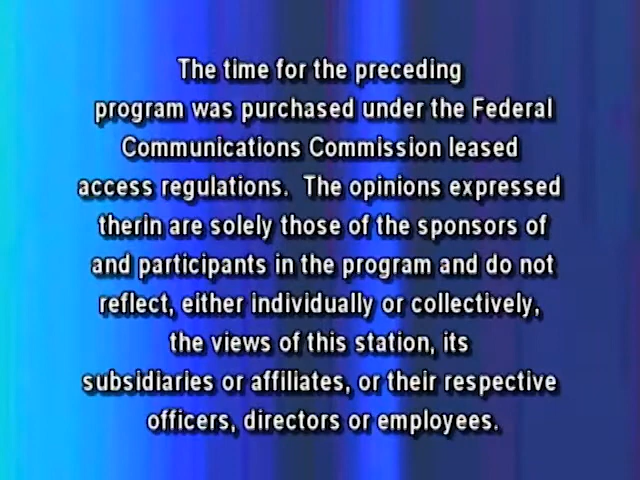 The time for the preceding
program was purchased under the Federal
Communications Commission leased
access regulations.  The opinions expressed
therin are solely those of the sponsors of
and participants in the program and do not
reflect, either individually or collectively,
the views of this station, its
subsidiaries or affiliates, or their respective
officers, directors or employees.